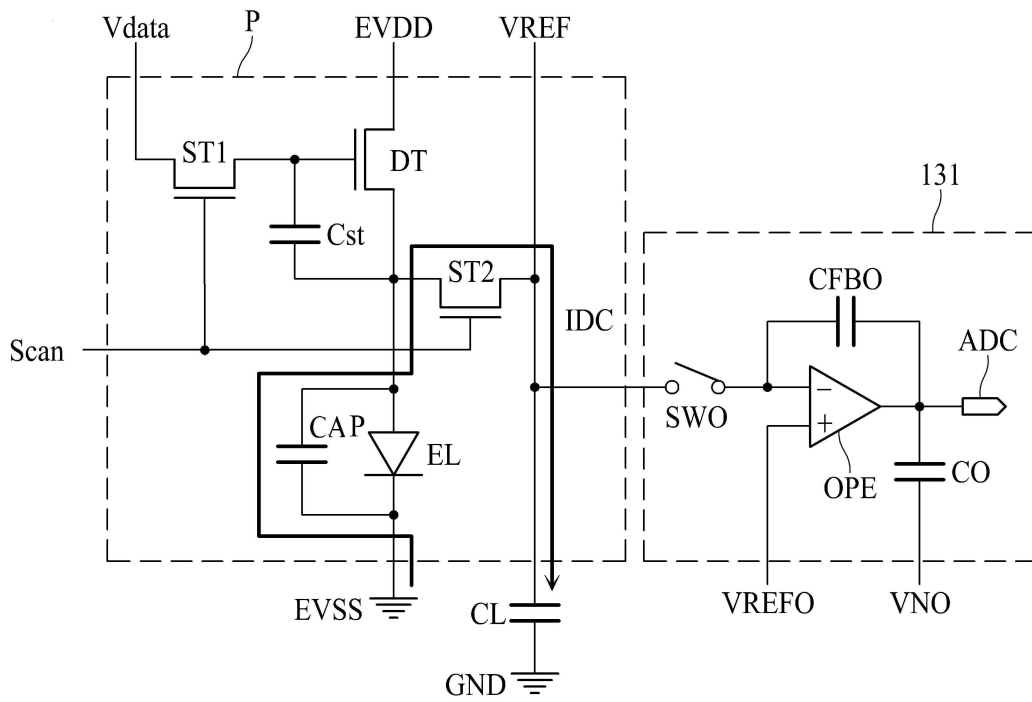 Vdata
P
EVDD
VREF
ST1
DT
131
Cst
ST2
CFBO
IDC
ADC
Scan
−
SWO
+
CAP
EL
OPE
CO
EVSS
CL
VREFO
VNO
GND